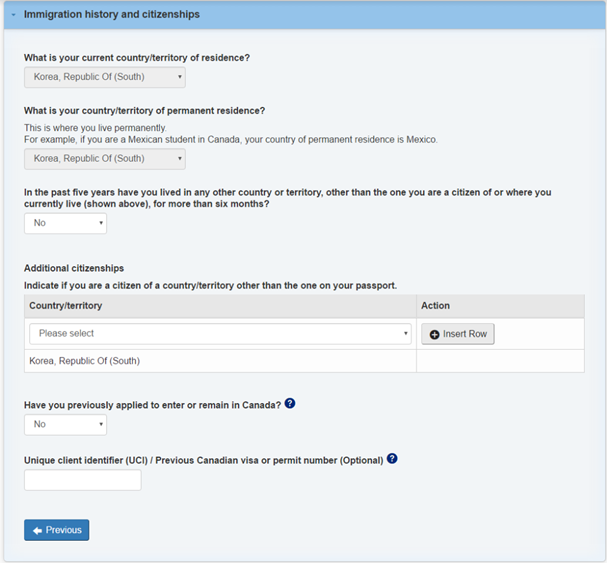 Immigration history and citizenships
What is your current country/territory of residence?
Korea, Republic Of (South)
What is your country/territory of permanent residence?
This is where you live permanently.
For example, if you are a Mexican student in Canada, your country of permanent residence is Mexico.
Korea, Republic Of (South)
In the past five years have you lived in any other country or territory, other than the one you are a citizen of or where you
currently live (shown above), for more than six months?
No
Additional citizenships
Indicate if you are a citizen of a country/territory other than the one on your passport.
Country/territory Action
Please select Insert Row
Korea, Republic Of (South)
Have you previously applied to enter or remain in Canada? ?
No
Unique client identifier (UCI) / Previous Canadian visa or permit number (Optional) ?
Previous